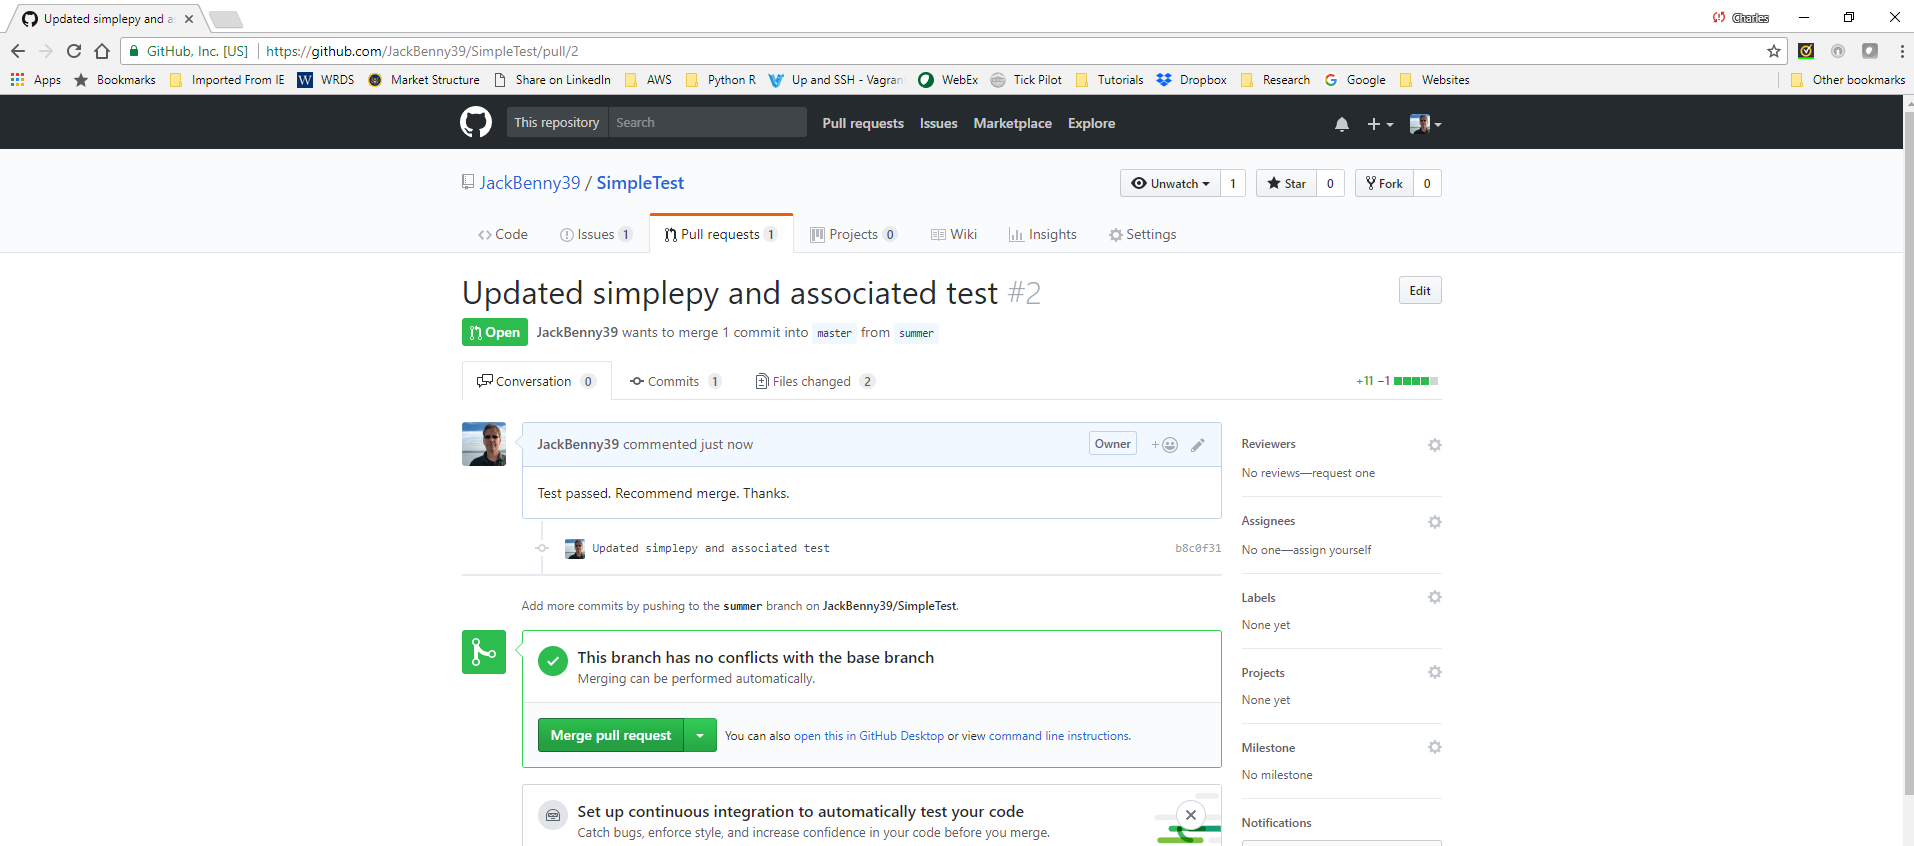 Updated simplepy and as
Charles
GitHub, Inc. [US] https://github.com/JackBenny39/SimpleTest/pull/2
Apps Bookmarks Imported From IE WRDS Market Structure Share on LinkedIn AWS Python R Up and SSH - Vagran WebEx Tick Pilot Tutorials Dropbox Research Google Websites Other bookmarks
This repository Search Pull requests Issues Marketplace Explore
JackBenny39 / SimpleTest Unwatch 1 Star 0 Fork 0
Code Issues 1 Pull requests 1 Projects 0 Wiki Insights Settings
Updated simplepy and associated test #2 Edit
Open JackBenny39 wants to merge 1 commit into master from summer
Conversation 0 Commits 1 Files changed 2 +11 −1
JackBenny39 commented just now Owner
Test passed. Recommend merge. Thanks.
Updated simplepy and associated test b8c0f31
Add more commits by pushing to the summer branch on JackBenny39/SimpleTest.
This branch has no conflicts with the base branch
Merging can be performed automatically.
Merge pull request You can also open this in GitHub Desktop or view command line instructions.
Set up continuous integration to automatically test your code
Catch bugs, enforce style, and increase confidence in your code before you merge.
Reviewers
No reviews—request one
Assignees
No one—assign yourself
Labels
None yet
Projects
None yet
Milestone
No milestone
Notifications